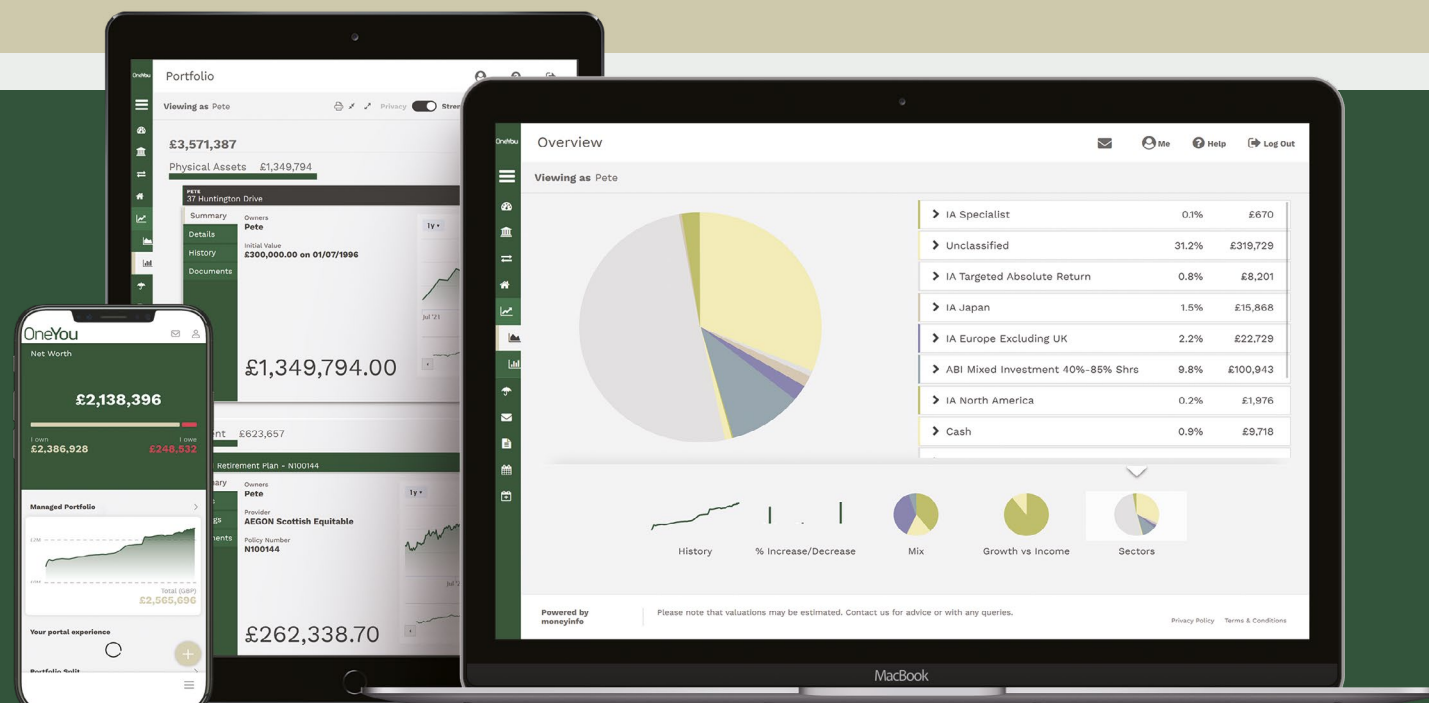 OneYou
Portfolio
Viewing as Pete
Privacy
£3,571,387
Physical Assets £1,349,794
PETE
37 Huntington Drive
Summary
Details
History
Documents
Owners
Pete
Initial Value
£300,000.00 on 01/07/1996
1y
Jul '21
£1,349,794.00
£623,657
Retirement Plan - N100144
Owners
Pete
Provider
AEGON Scottish Equitable
Policy Number
N100144
1y
£262,338.70
OneYou
Net Worth
£2,138,396
I own
I owe
£2,386,928
£248,532
Managed Portfolio
Total (GBP)
£2,565,696
Your portal experience
Portfolio Split
OneYou
Overview
Me
Help
Log Out
Viewing as Pete
IA Specialist 0.1% £670
Unclassified 31.2% £319,729
IA Targeted Absolute Return 0.8% £8,201
IA Japan 1.5% £15,868
IA Europe Excluding UK 2.2% £22,729
ABI Mixed Investment 40%-85% Shrs 9.8% £100,943
IA North America 0.2% £1,976
Cash 0.9% £9,718
History
% Increase/Decrease
Mix
Growth vs Income
Sectors
Powered by
moneyinfo
Please note that valuations may be estimated. Contact us for advice or with any queries.
Privacy Policy
Terms & Conditions
MacBook